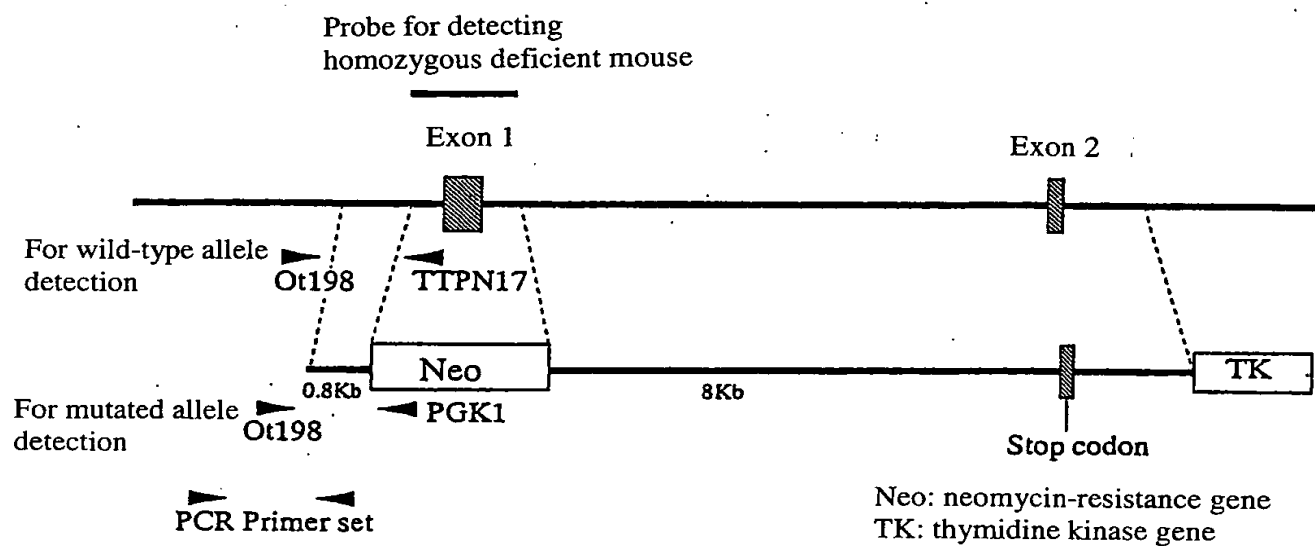 Probe for detecting
homozygous deficient mouse
Exon 1
Exon 2
For wild-type allele
detection
Ot198
TTPN17
Neo
TK
0.8Kb
8Kb
For mutated allele
detection
Ot198
PGK1
Stop codon
PCR Primer set
Neo: neomycin-resistance gene
TK: thymidine kinase gene